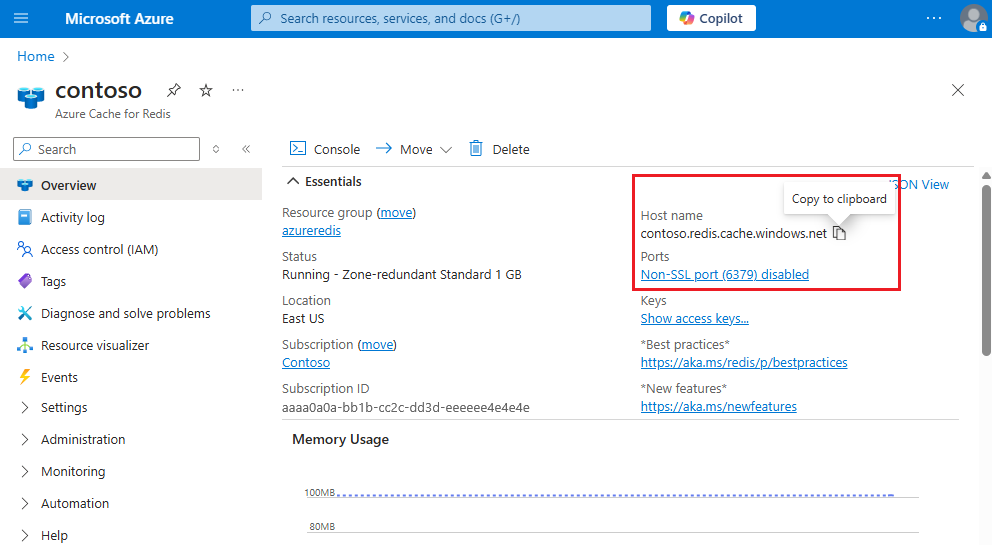 Microsoft Azure
Search resources, services, and docs (G+/)
Copilot
Home
contoso
Azure Cache for Redis
Search
Overview
Activity log
Access control (IAM)
Tags
Diagnose and solve problems
Resource visualizer
Events
Settings
Administration
Monitoring
Automation
Help
Console
Move
Delete
Essentials
View
Copy to clipboard
Resource group (move)
azureredis
Status
Running - Zone-redundant Standard 1 GB
Location
East US
Subscription (move)
Contoso
Subscription ID
aaaa0a0a-bb1b-cc2c-dd3d-eeeeee4e4e4e
Host name
contoso.redis.cache.windows.net
Ports
Non-SSL port (6379) disabled
Keys
Show access keys...
*Best practices*
https://aka.ms/redis/p/bestpractices
*New features*
https://aka.ms/newfeatures
Memory Usage
100MB
80MB